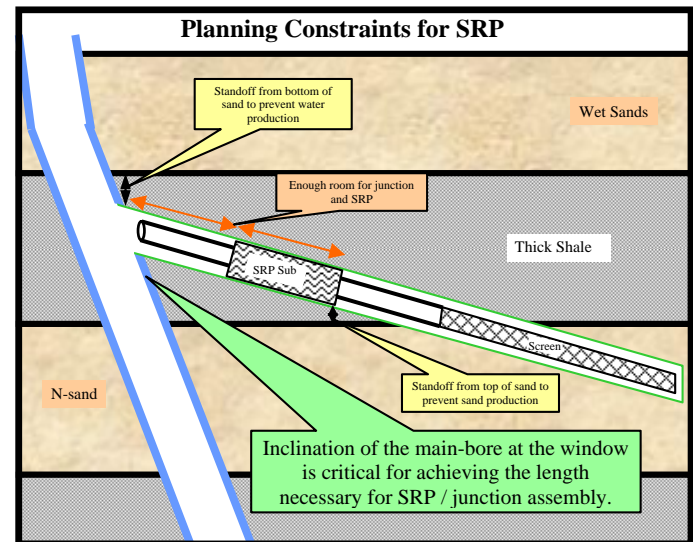 Planning Constraints for SRP
Standoff from bottom of
sand to prevent water
production
Wet Sands
Enough room for junction
and SRP
Thick Shale
SRP Sub
Screen
Standoff from top of sand to
prevent sand production
N-sand
Inclination of the main-bore at the window
is critical for achieving the length
necessary for SRP / junction assembly.